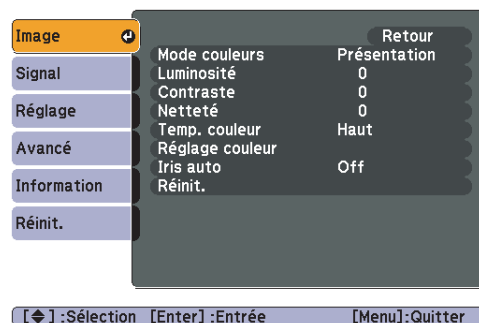 Image
Signal
Réglage
Avancé
Information
Réinit.
Retour
Mode couleurs Présentation
Luminosité 0
Contraste 0
Netteté 0
Temp. couleur Haut
Réglage couleur
Iris auto Off
Réinit.
[◆] :Sélection [Enter] :Entrée [Menu]:Quitter